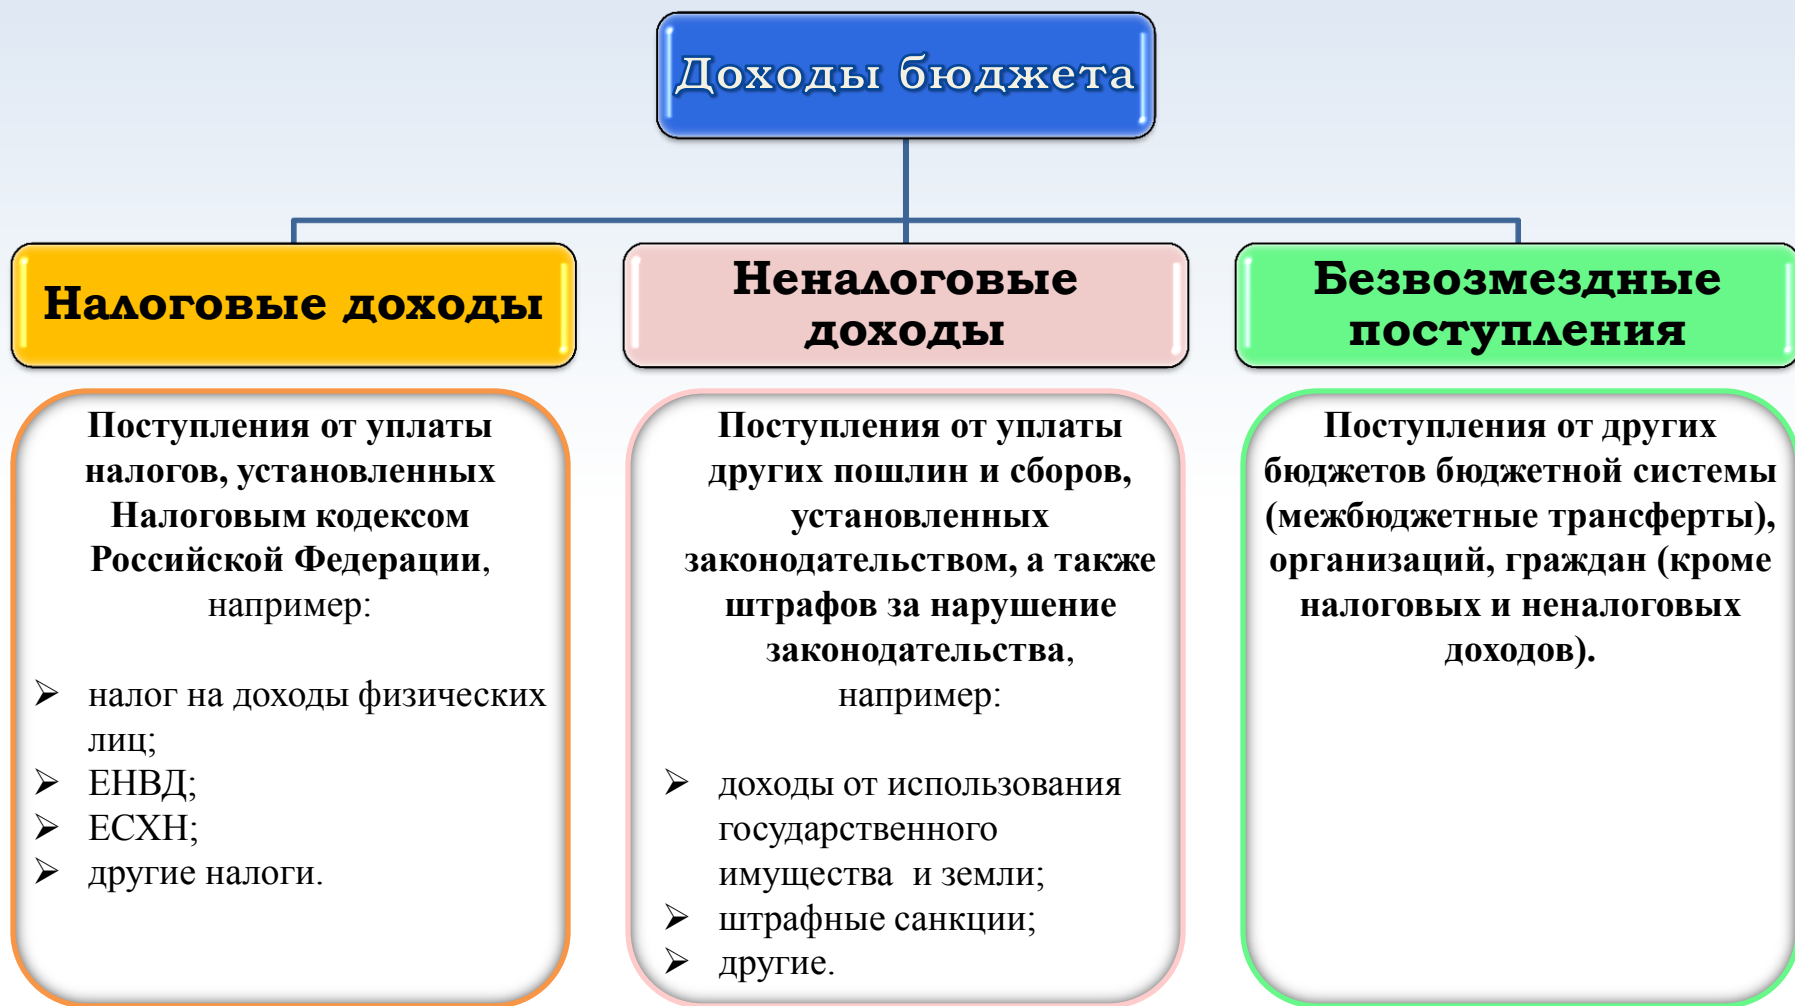 Доходы бюджета
Налоговые доходы
Неналоговые
доходы
Безвозмездные
поступления
Поступления от уплаты
налогов, установленных
Налоговым кодексом
Российской Федерации,
например:
➢ налог на доходы физических
лиц;
➢ ЕНВД;
➢ ЕСХН;
➢ другие налоги.
Поступления от уплаты
других пошлин и сборов,
установленных
законодательством, а также
штрафов за нарушение
законодательства,
например:
➢ доходы от использования
государственного
имущества  и земли;
➢ штрафные санкции;
➢ другие.
Поступления от других
бюджетов бюджетной системы
(межбюджетные трансферты),
организаций, граждан (кроме
налоговых и неналоговых
доходов).